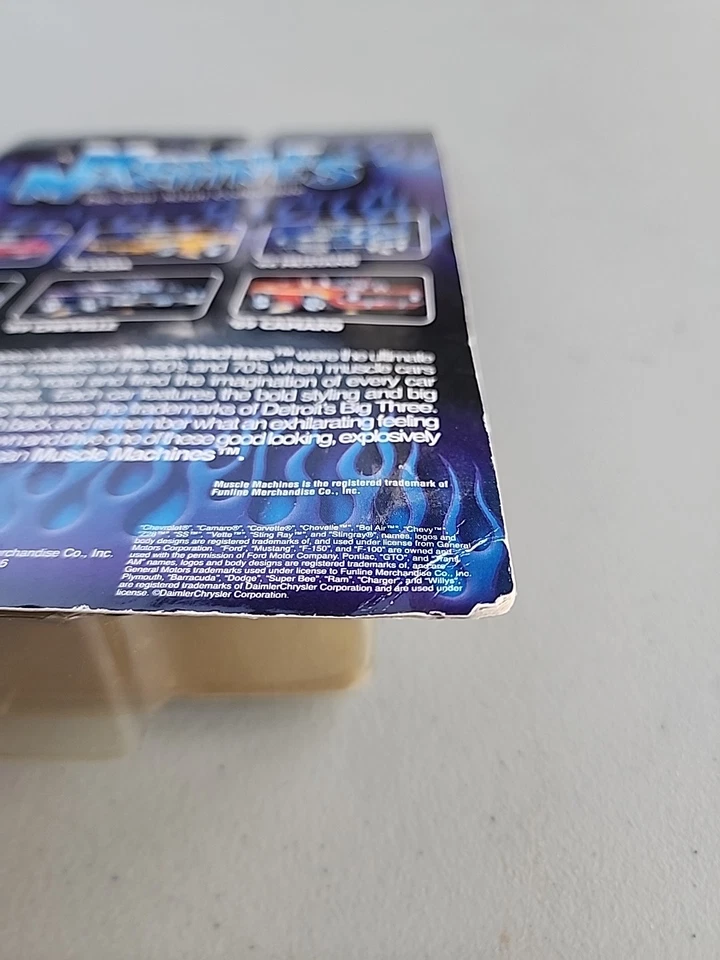 Muscle Machines™ were the ultimate
of the 60's and 70's when muscle cars
the road and fired the imagination of every car
Each car features the bold styling and big
that were the trademarks of Detroit's Big Three.
back and remember what an exhilarating feeling
and drive one of these good looking, explosively
Muscle Machines™.
Muscle Machines is the registered trademark of
Funline Merchandise Co., Inc.
"Chevrolet®, "Camaro®", "Corvette®", "Chevelle™", "Bel Air™", "Chevy™",
"Z28™", "SS™", "Vette™", "Sting Ray™", and "Stingray®", names, logos and
body designs are registered trademarks of, and used under license from General
Motors Corporation. "Ford", "Mustang", "F-150", and "F-100" are owned and
used with the permission of Ford Motor Company. Pontiac, "GTO", and "Trans
AM" names, logos and body designs are registered trademarks of, and are
General Motors trademarks used under license to Funline Merchandise Co., Inc.
Plymouth, "Barracuda", "Dodge", "Super Bee", "Ram", "Charger", and "Willys",
are registered trademarks of DaimlerChrysler Corporation and are used under
license. ©DaimlerChrysler Corporation.
rchandise Co., Inc.